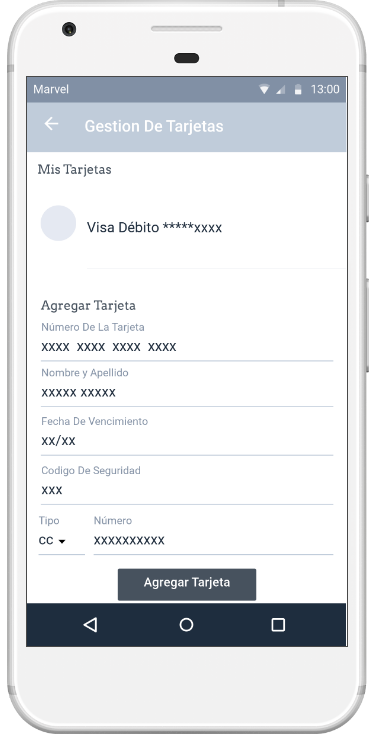 Marvel 13:00
Gestion De Tarjetas
Mis Tarjetas
Visa Débito *****xxxx
Agregar Tarjeta
Número De La Tarjeta
xxxx xxxx xxxx xxxx
Nombre y Apellido
xxxxx xxxxx
Fecha De Vencimiento
xx/xx
Codigo De Seguridad
xxx
Tipo Número
CC xxxxxxxxxx
Agregar Tarjeta